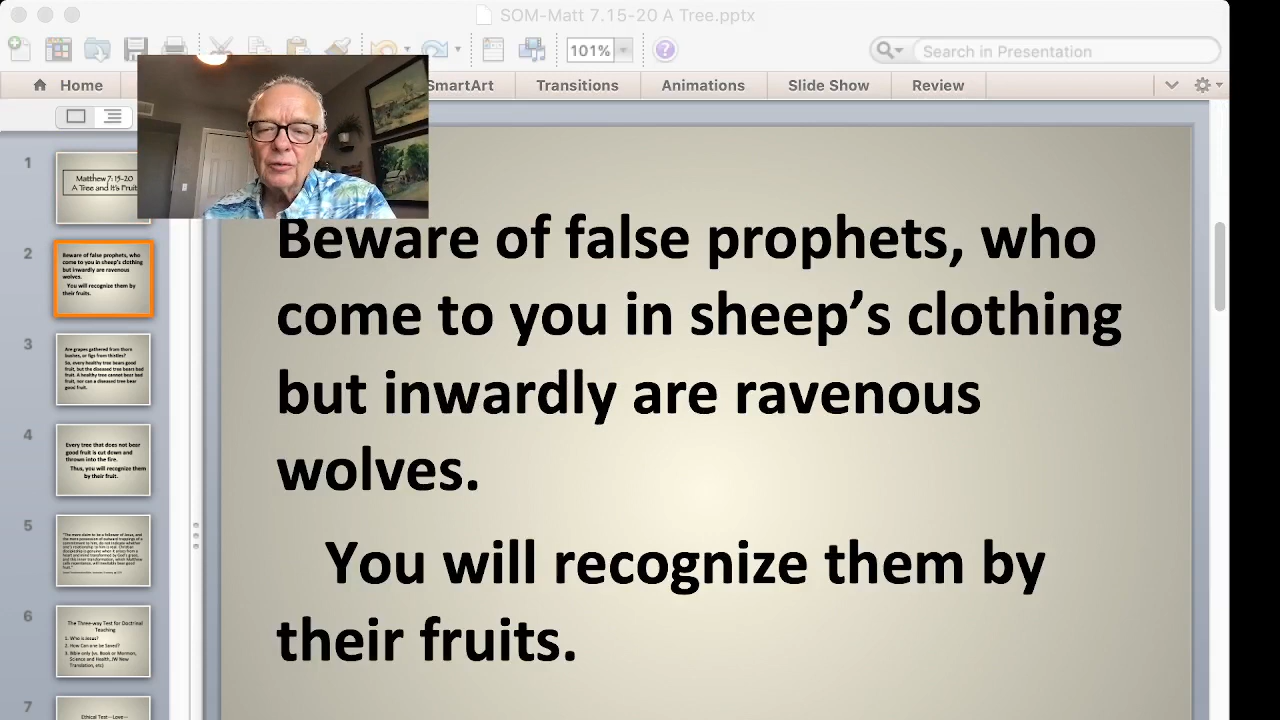 SOM-Matt 7.15-20 A Tree.pptx
101%
Search in Presentation
Home
SmartArt
Transitions
Animations
Slide Show
Review
1
Matthew 7: 15-20
A Tree and It's Fruit
2
Beware of false prophets, who
come to you in sheep's clothing
but inwardly are ravenous
wolves.
You will recognize them by
their fruits.
3
Are grapes gathered from thorn
bushes, or figs from thistles?
So, every healthy tree bears good
fruit, but the diseased tree bears bad
fruit. A healthy tree cannot bear bad
fruit, nor can a diseased tree bear
good fruit.
4
Every tree that does not bear
good fruit is cut down and
thrown into the fire.
Thus, you will recognize them
by their fruit.
5
6
The Three-way Test for Doctrinal
Teaching
1. Who is Jesus?
2. How Can one be Saved?
3. Bible only (vs. Book or Mormon,
Science and Health, JW New
Translation, etc)
7
Ethical Test—Love—
Beware of false prophets, who
come to you in sheep’s clothing
but inwardly are ravenous
wolves.
You will recognize them by
their fruits.